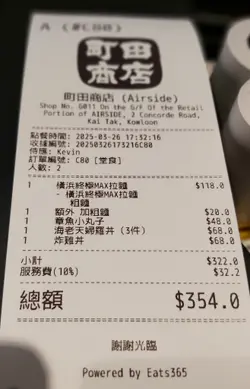 A (#C80)
町田
商店
町田商店 (Airside)
Shop No. G011 On the G/F Of the Retail
Portion of AIRSIDE, 2 Concorde Road,
Kai Tak, Kowloon
點餐時間: 2025-03-26 17:32:16
收據編號: 20250326173216C80
侍應: Kevin
訂單編號: C80 [堂食]
人數: 2
1 橫浜終極MAX拉麵 $118.0
- 橫浜終極MAX拉麵
粗麵
1 額外 加粗麵 $20.0
1 章魚小丸子 $48.0
1 海老天婦羅丼 (3件) $68.0
1 炸雞丼 $68.0
小計 $322.0
服務費(10%) $32.2
總額 $354.0
謝謝光臨
Powered by Eats365